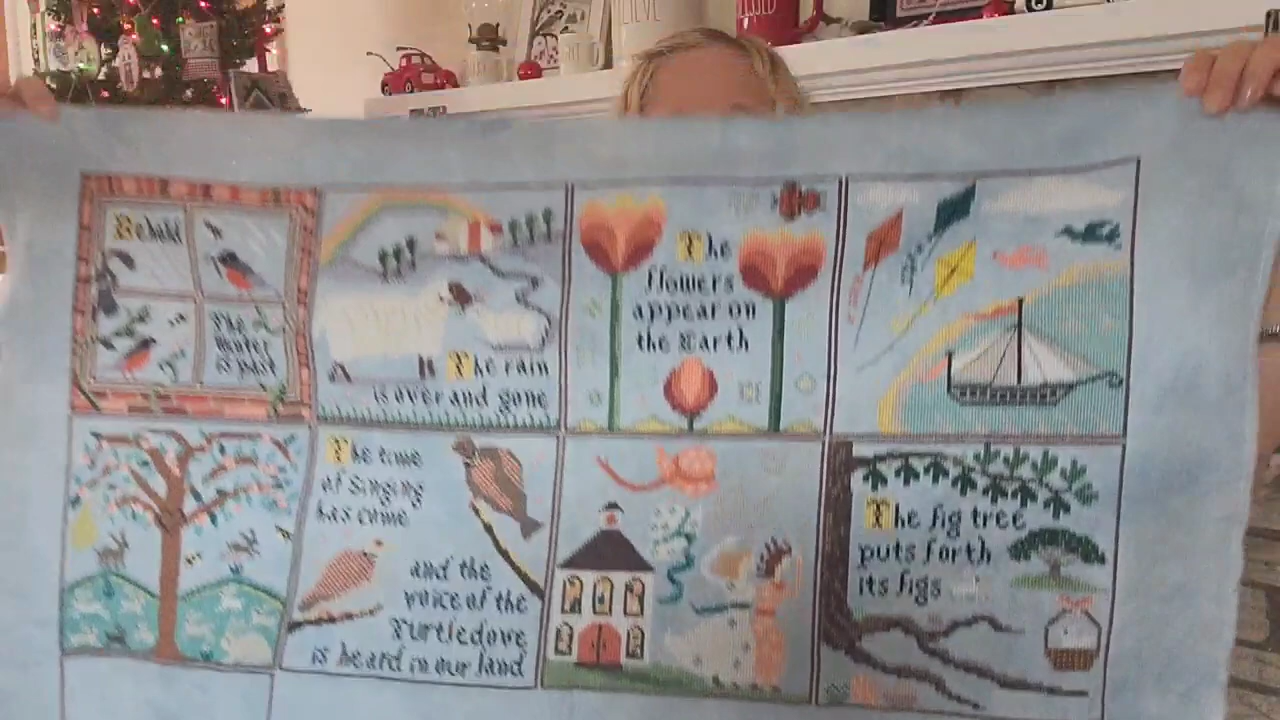 BELIEVE
BLESSED
Behold
The
Winter
is past
The rain
is over and gone
The
flowers
appear on
the Earth
The time
of Singing
has come
and the
voice of the
Turtledove
is heard in our land
The fig tree
puts forth
its figs